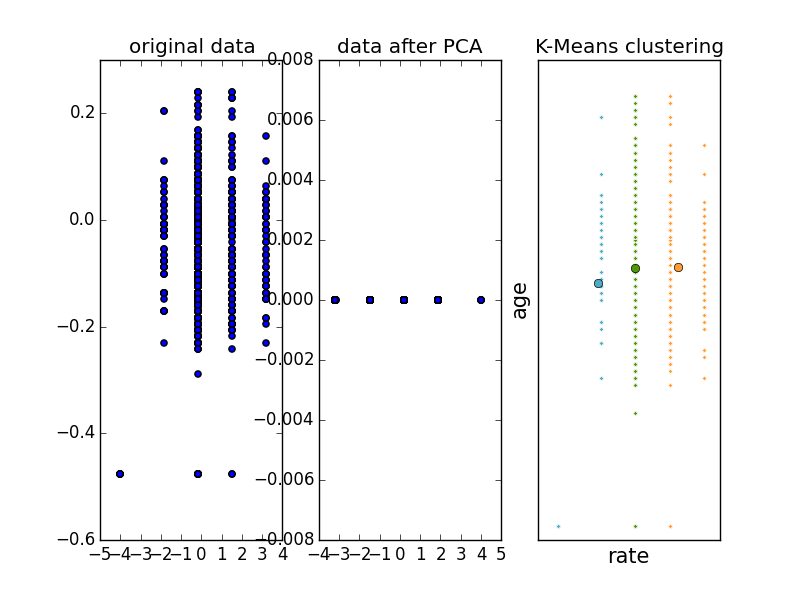 original data
data after PCA
K-Means clustering
0.2
0.0
−0.2
−0.4
−0.6
−5 −4 −3 −2 −1 0 1 2 3 4
0.008
0.006
0.004
0.002
0.000
−0.002
−0.004
−0.006
−0.008
−4 −3 −2 −1 0 1 2 3 4 5
age
rate